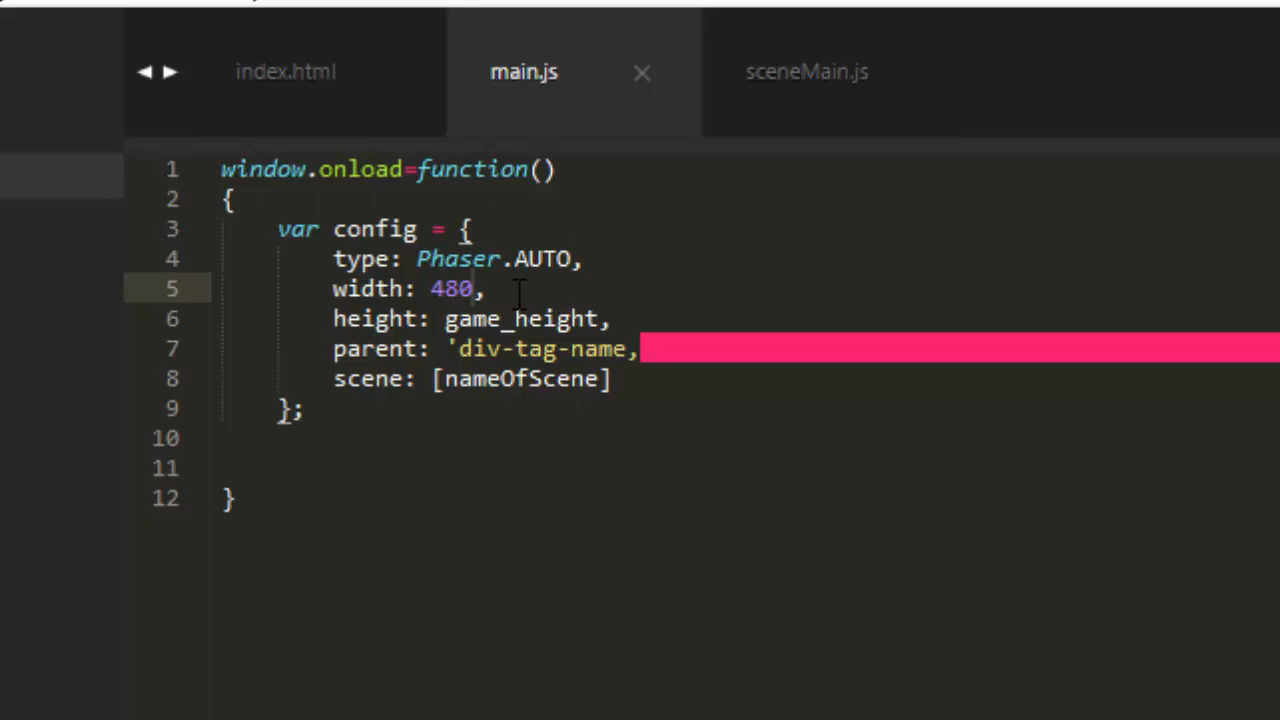 index.html main.js sceneMain.js
1 window.onload=function()
2 {
3 var config = {
4 type: Phaser.AUTO,
5 width: 480,
6 height: game_height,
7 parent: 'div-tag-name,
8 scene: [nameOfScene]
9 };
10
11
12 }